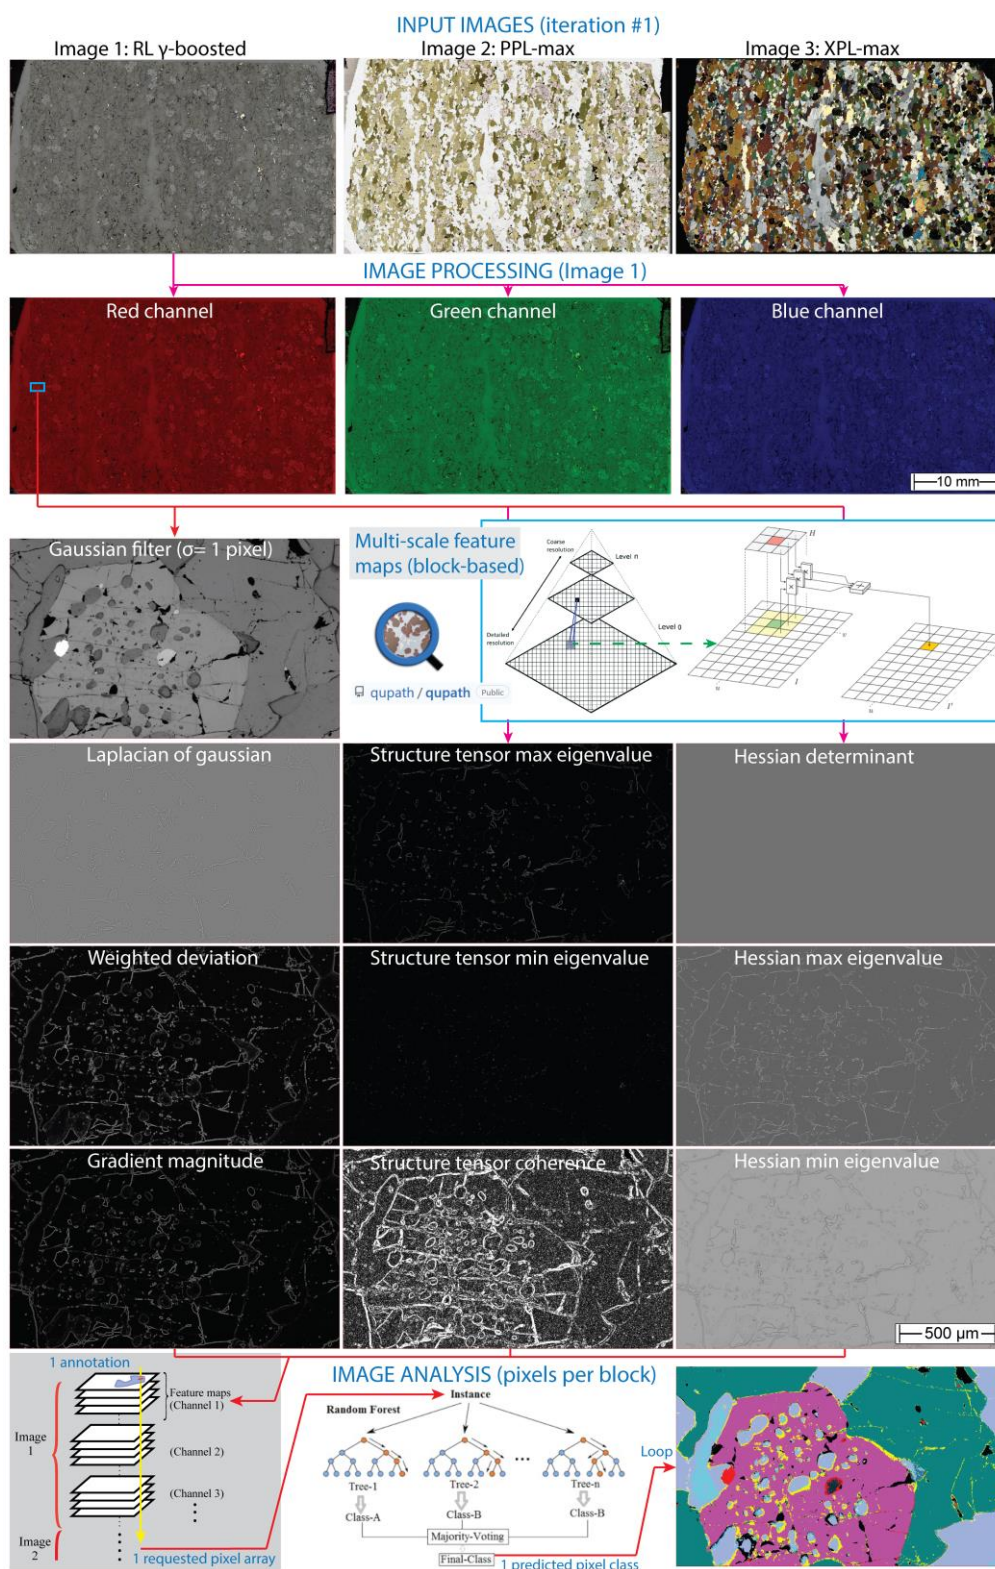 INPUT IMAGES (iteration #1)
Image 1: RL γ-boosted
Image 2: PPL-max
Image 3: XPL-max
IMAGE PROCESSING (Image 1)
Red channel
Green channel
Blue channel
10 mm
Gaussian filter (σ= 1 pixel)
Multi-scale feature
maps (block-based)
qupath / qupath Public
Coarse
resolution
Level n
Detailed
resolution
Level 0
H
I
I'
u
v
u
Laplacian of gaussian
Structure tensor max eigenvalue
Hessian determinant
Weighted deviation
Structure tensor min eigenvalue
Hessian max eigenvalue
Gradient magnitude
Structure tensor coherence
Hessian min eigenvalue
500 µm
1 annotation
Feature maps
(Channel 1)
Image
1
(Channel 2)
(Channel 3)
Image
2
1 requested pixel array
IMAGE ANALYSIS (pixels per block)
Instance
Random Forest
Tree-1
Tree-2
Tree-n
Class-A
Class-B
Class-B
Majority-Voting
Final-Class
1 predicted pixel class
Loop